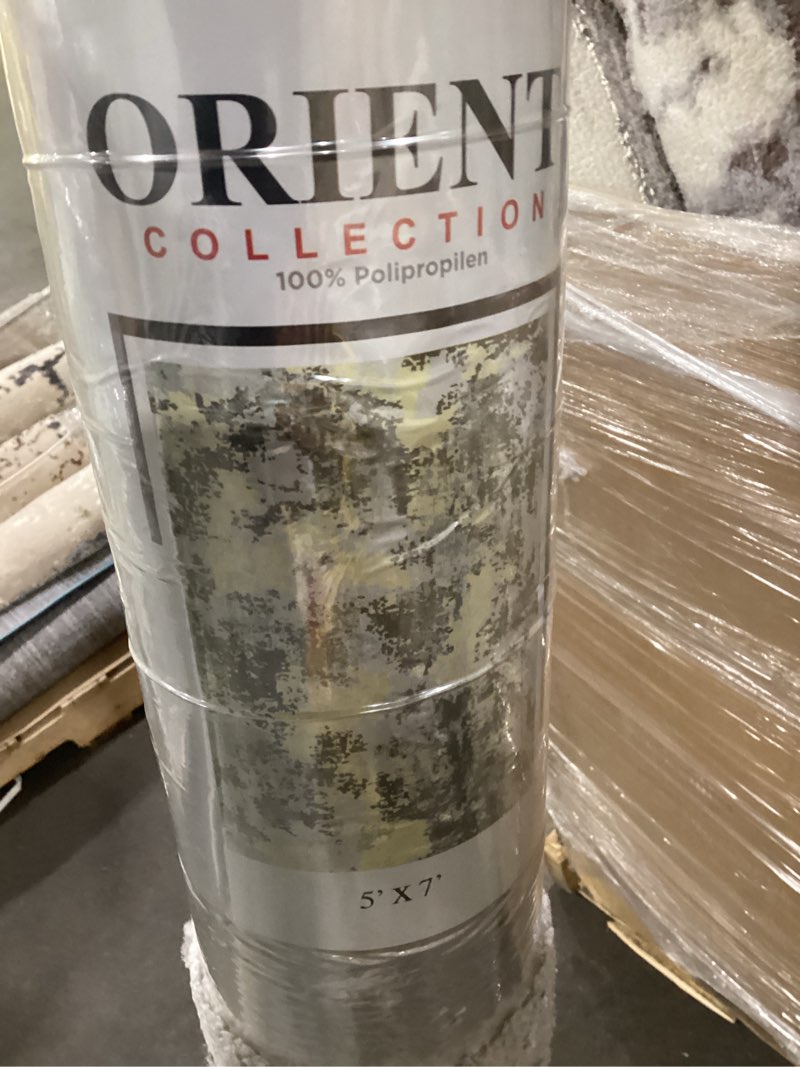 ORIENT
COLLECTION
100% Polipropilen
5' X 7'